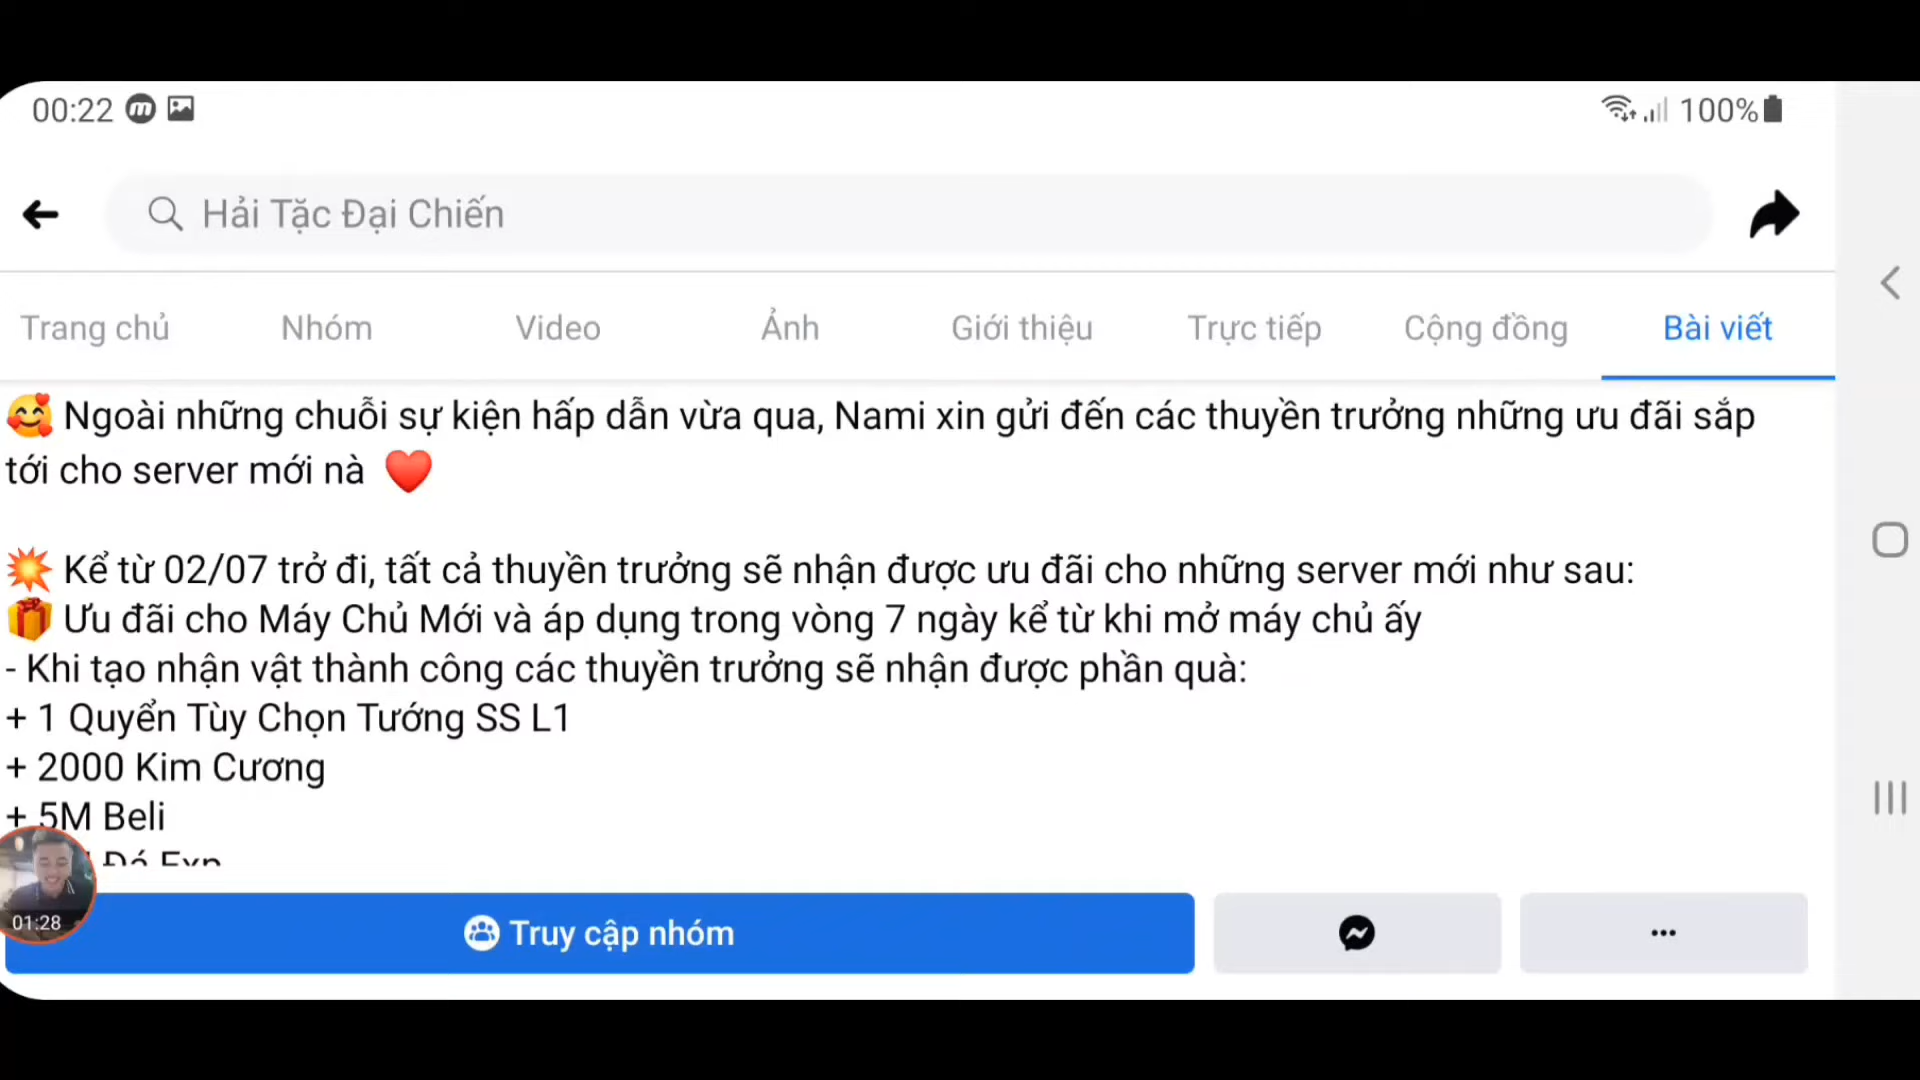 00:22
100%
Hải Tặc Đại Chiến
Trang chủ Nhóm Video Ảnh Giới thiệu Trực tiếp Cộng đồng Bài viết
Ngoài những chuỗi sự kiện hấp dẫn vừa qua, Nami xin gửi đến các thuyền trưởng những ưu đãi sắp
tới cho server mới nà
Kể từ 02/07 trở đi, tất cả thuyền trưởng sẽ nhận được ưu đãi cho những server mới như sau:
Ưu đãi cho Máy Chủ Mới và áp dụng trong vòng 7 ngày kể từ khi mở máy chủ ấy
- Khi tạo nhận vật thành công các thuyền trưởng sẽ nhận được phần quà:
+ 1 Quyển Tùy Chọn Tướng SS L1
+ 2000 Kim Cương
+ 5M Beli
Đá Exp
01:28
Truy cập nhóm